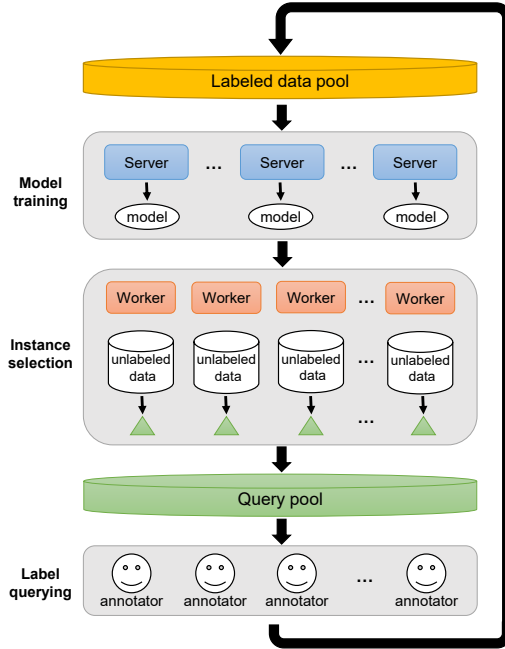 Labeled data pool
Model
training
Server ... Server ... Server
model model model
Instance
selection
Worker Worker Worker ... Worker
unlabeled unlabeled unlabeled ... unlabeled
data data data data
...
Query pool
Label
querying
...
annotator annotator annotator annotator